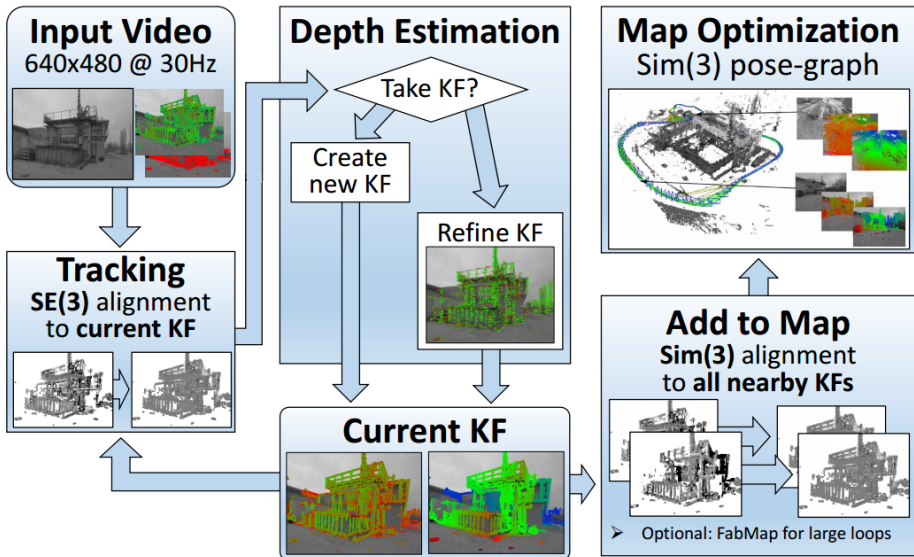 Input Video
640x480 @ 30Hz
Tracking
SE(3) alignment
to current KF
Depth Estimation
Take KF?
Create
new KF
Refine KF
Current KF
Map Optimization
Sim(3) pose-graph
Add to Map
Sim(3) alignment
to all nearby KFs
➢ Optional: FabMap for large loops